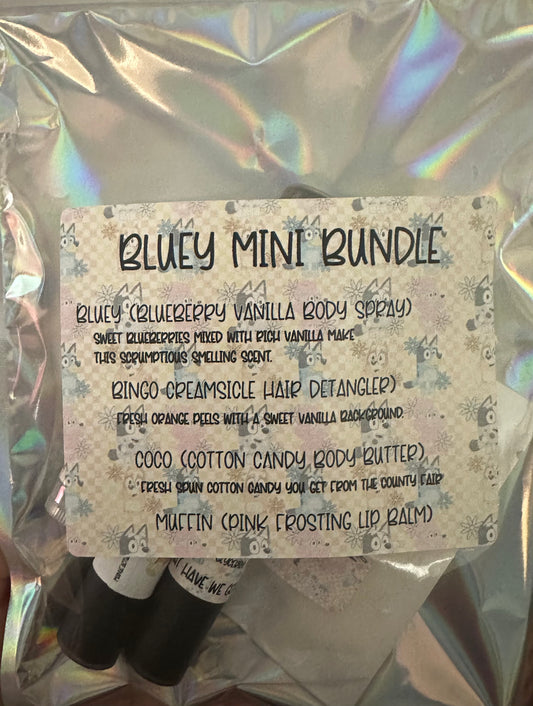 BLUEY MINI BUNDLE
BLUEY (BLUEBERRY VANILLA BODY SPRAY)
SWEET BLUEBERRIES MIXED WITH RICH VANILLA MAKE
THIS SCRUMPTIOUS SMELLING SCENT.
BINGO CREAMSICLE HAIR DETANGLER)
FRESH ORANGE PEELS WITH A SWEET VANILLA BACKGROUND.
COCO (COTTON CANDY BODY BUTTER)
FRESH SPUN COTTON CANDY YOU GET FROM THE COUNTY FAIR
MUFFIN (PINK FROSTING LIP BALM)
HAVE WE